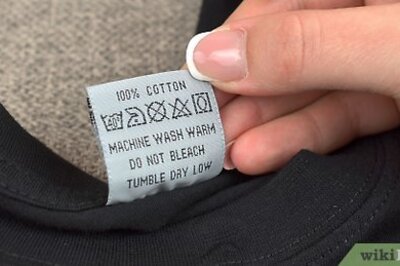 100% COTTON
MACHINE WASH WARM
DO NOT BLEACH
TUMBLE DRY LOW
wiki